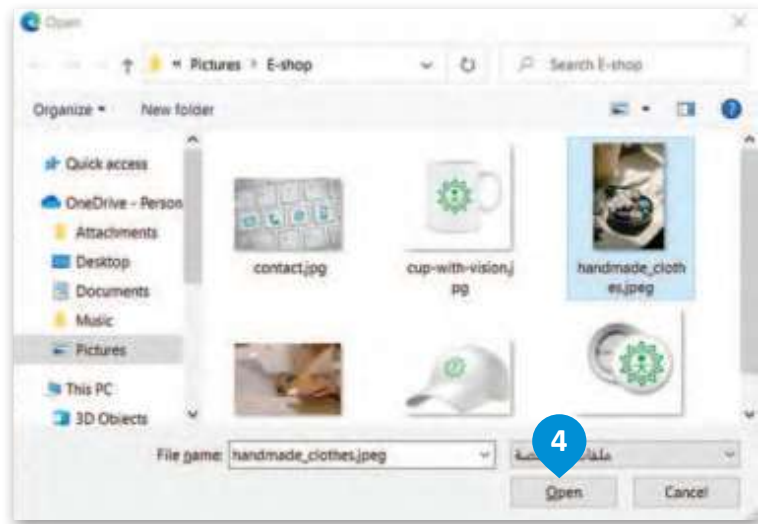 Open
« Pictures > E-shop
Search E-shop
Organize
New folder
Quick access
OneDrive - Person
Attachments
Desktop
Documents
Music
Pictures
This PC
3D Objects
contact.jpg
cup-with-vision.j
pg
handmade_cloth
es.jpeg
File name: handmade_clothes.jpeg
4
Open
Cancel